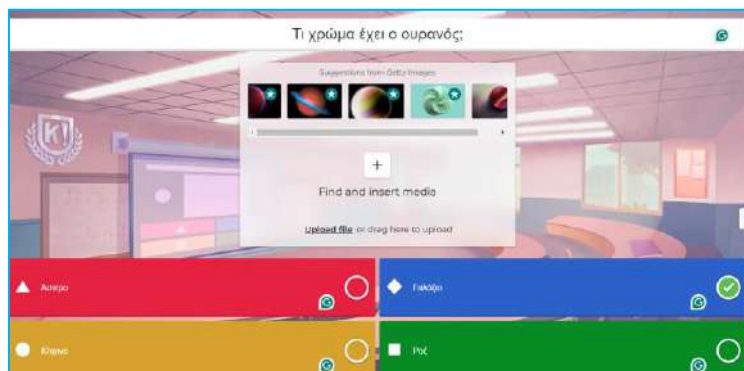 Τι χρώμα έχει ο ουρανός;
Suggestions from Getty Images
K!
+
Find and insert media
Upload file or drag here to upload
Άσπρο
Γαλάζιο
Κίτρινο
Ροζ